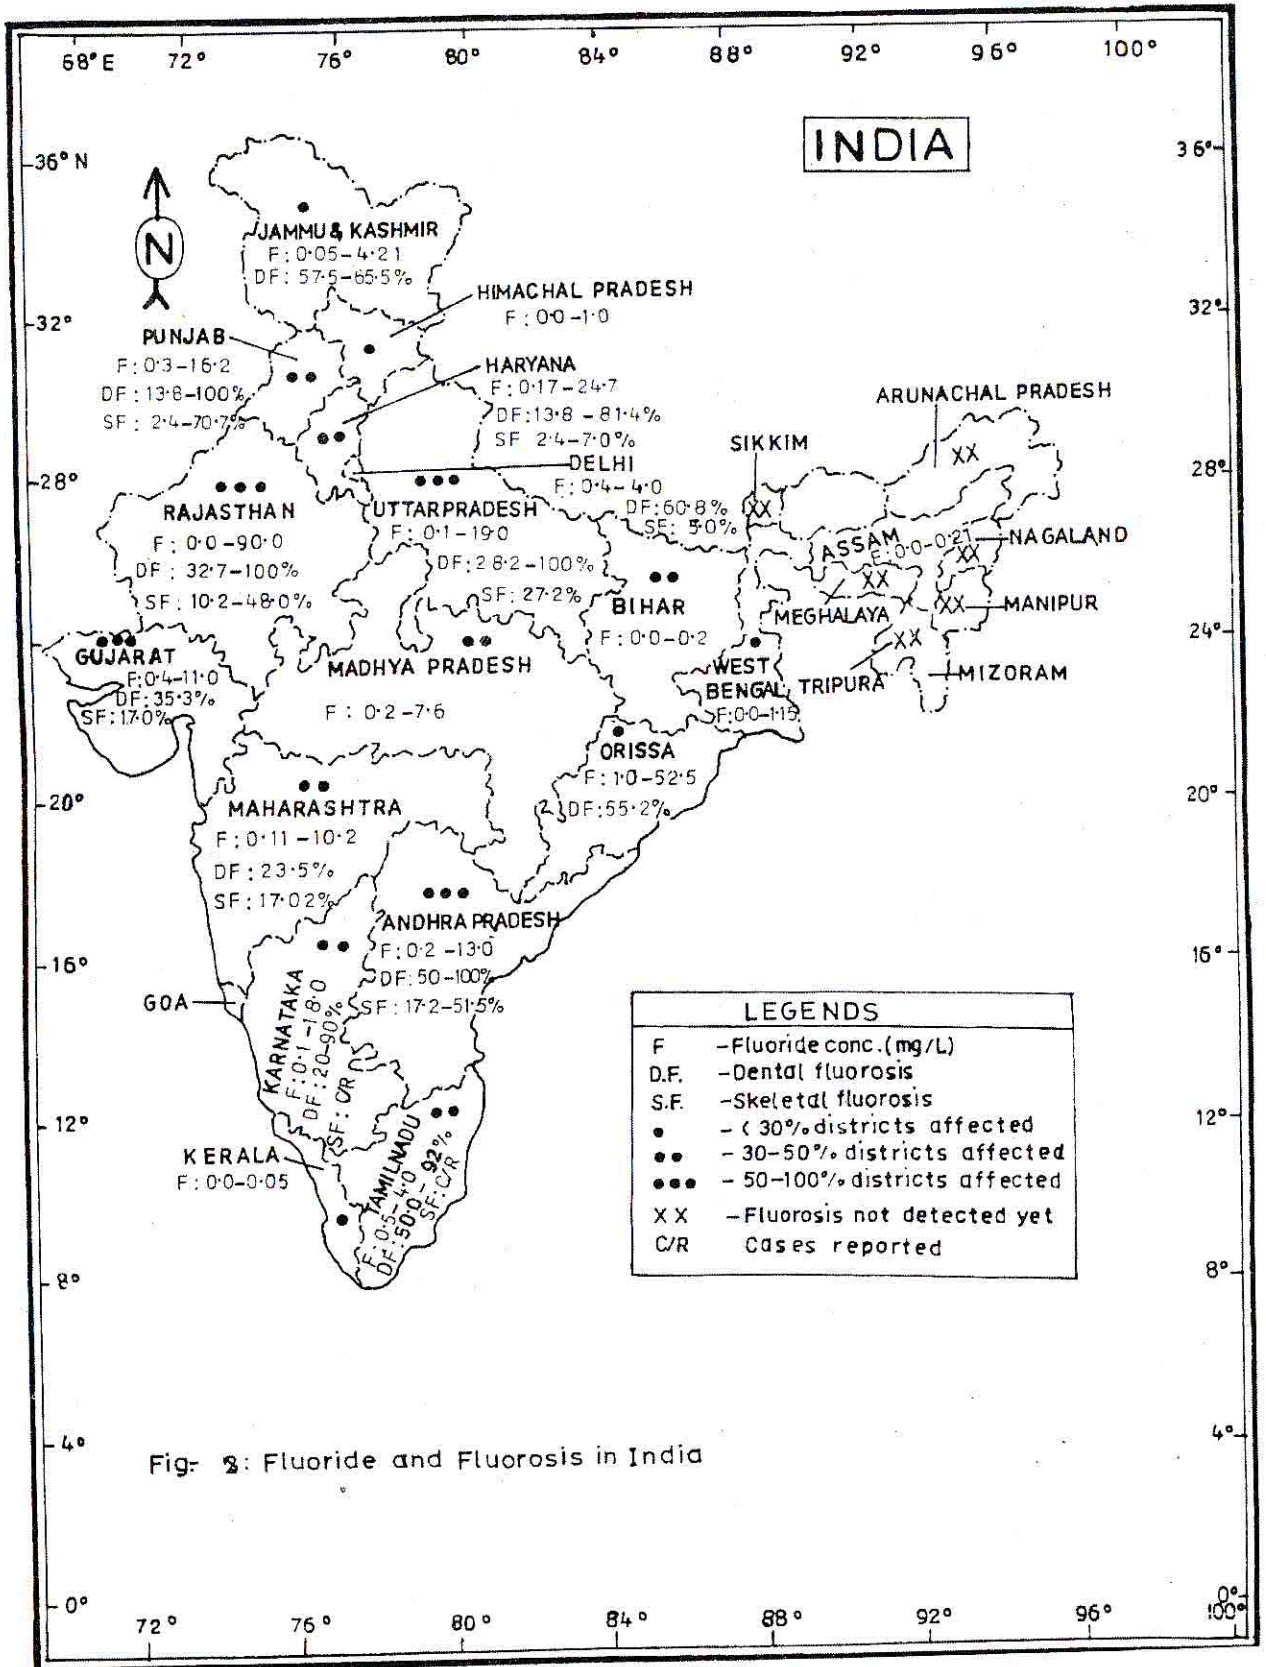 68°E 72° 76° 80° 84° 88° 92° 96° 100°
INDIA
36°N
36°
N
JAMMU & KASHMIR
F: 0·05-4·21
DF: 57·5-65·5%
HIMACHAL PRADESH
F: 0·0-1·0
32°
32°
PUNJAB
F: 0·3-16·2
DF: 13·8-100%
SF: 2·4-70·7%
HARYANA
F: 0·17-24·7
DF: 13·8-81·4%
SF 2·4-7·0%
DELHI
F: 0·4-4·0
DF: 60·8%
SF: 5·0%
ARUNACHAL PRADESH
XX
SIKKIM
XX
28°
28°
RAJASTHAN
F: 0·0-90·0
DF: 32·7-100%
SF: 10·2-48·0%
UTTAR PRADESH
F: 0·1-19·0
DF: 28·2-100%
SF: 27·2%
BIHAR
F: 0·0-0·2
ASSAM
F: 0·0-0·21
NAGALAND
XX
MEGHALAYA
XX
MANIPUR
XX
TRIPURA
XX
MIZORAM
24°
24°
GUJARAT
F: 0·4-11·0
DF: 35·3%
SF: 17·0%
MADHYA PRADESH
F: 0·2-7·6
WEST
BENGAL
F: 0·0-1·15
ORISSA
F: 1·0-52·5
DF: 55·2%
20°
20°
MAHARASHTRA
F: 0·11-10·2
DF: 23·5%
SF: 17·02%
ANDHRA PRADESH
F: 0·2-13·0
DF: 50-100%
SF: 17·2-51·5%
16°
16°
GOA
KARNATAKA
F: 0·1-18·0
DF: 20-90%
SF: C/R
12°
12°
KERALA
F: 0·0-0·05
TAMILNADU
F: 0·5-4·0
DF: 50·0-92%
SF: C/R
LEGENDS
F -Fluoride conc.(mg/L)
D.F. -Dental fluorosis
S.F. -Skeletal fluorosis
• -<30% districts affected
•• -30-50% districts affected
••• -50-100% districts affected
XX -Fluorosis not detected yet
C/R Cases reported
8°
8°
4°
4°
Fig- : Fluoride and Fluorosis in India
0°
0°
72° 76° 80° 84° 88° 92° 96° 100°